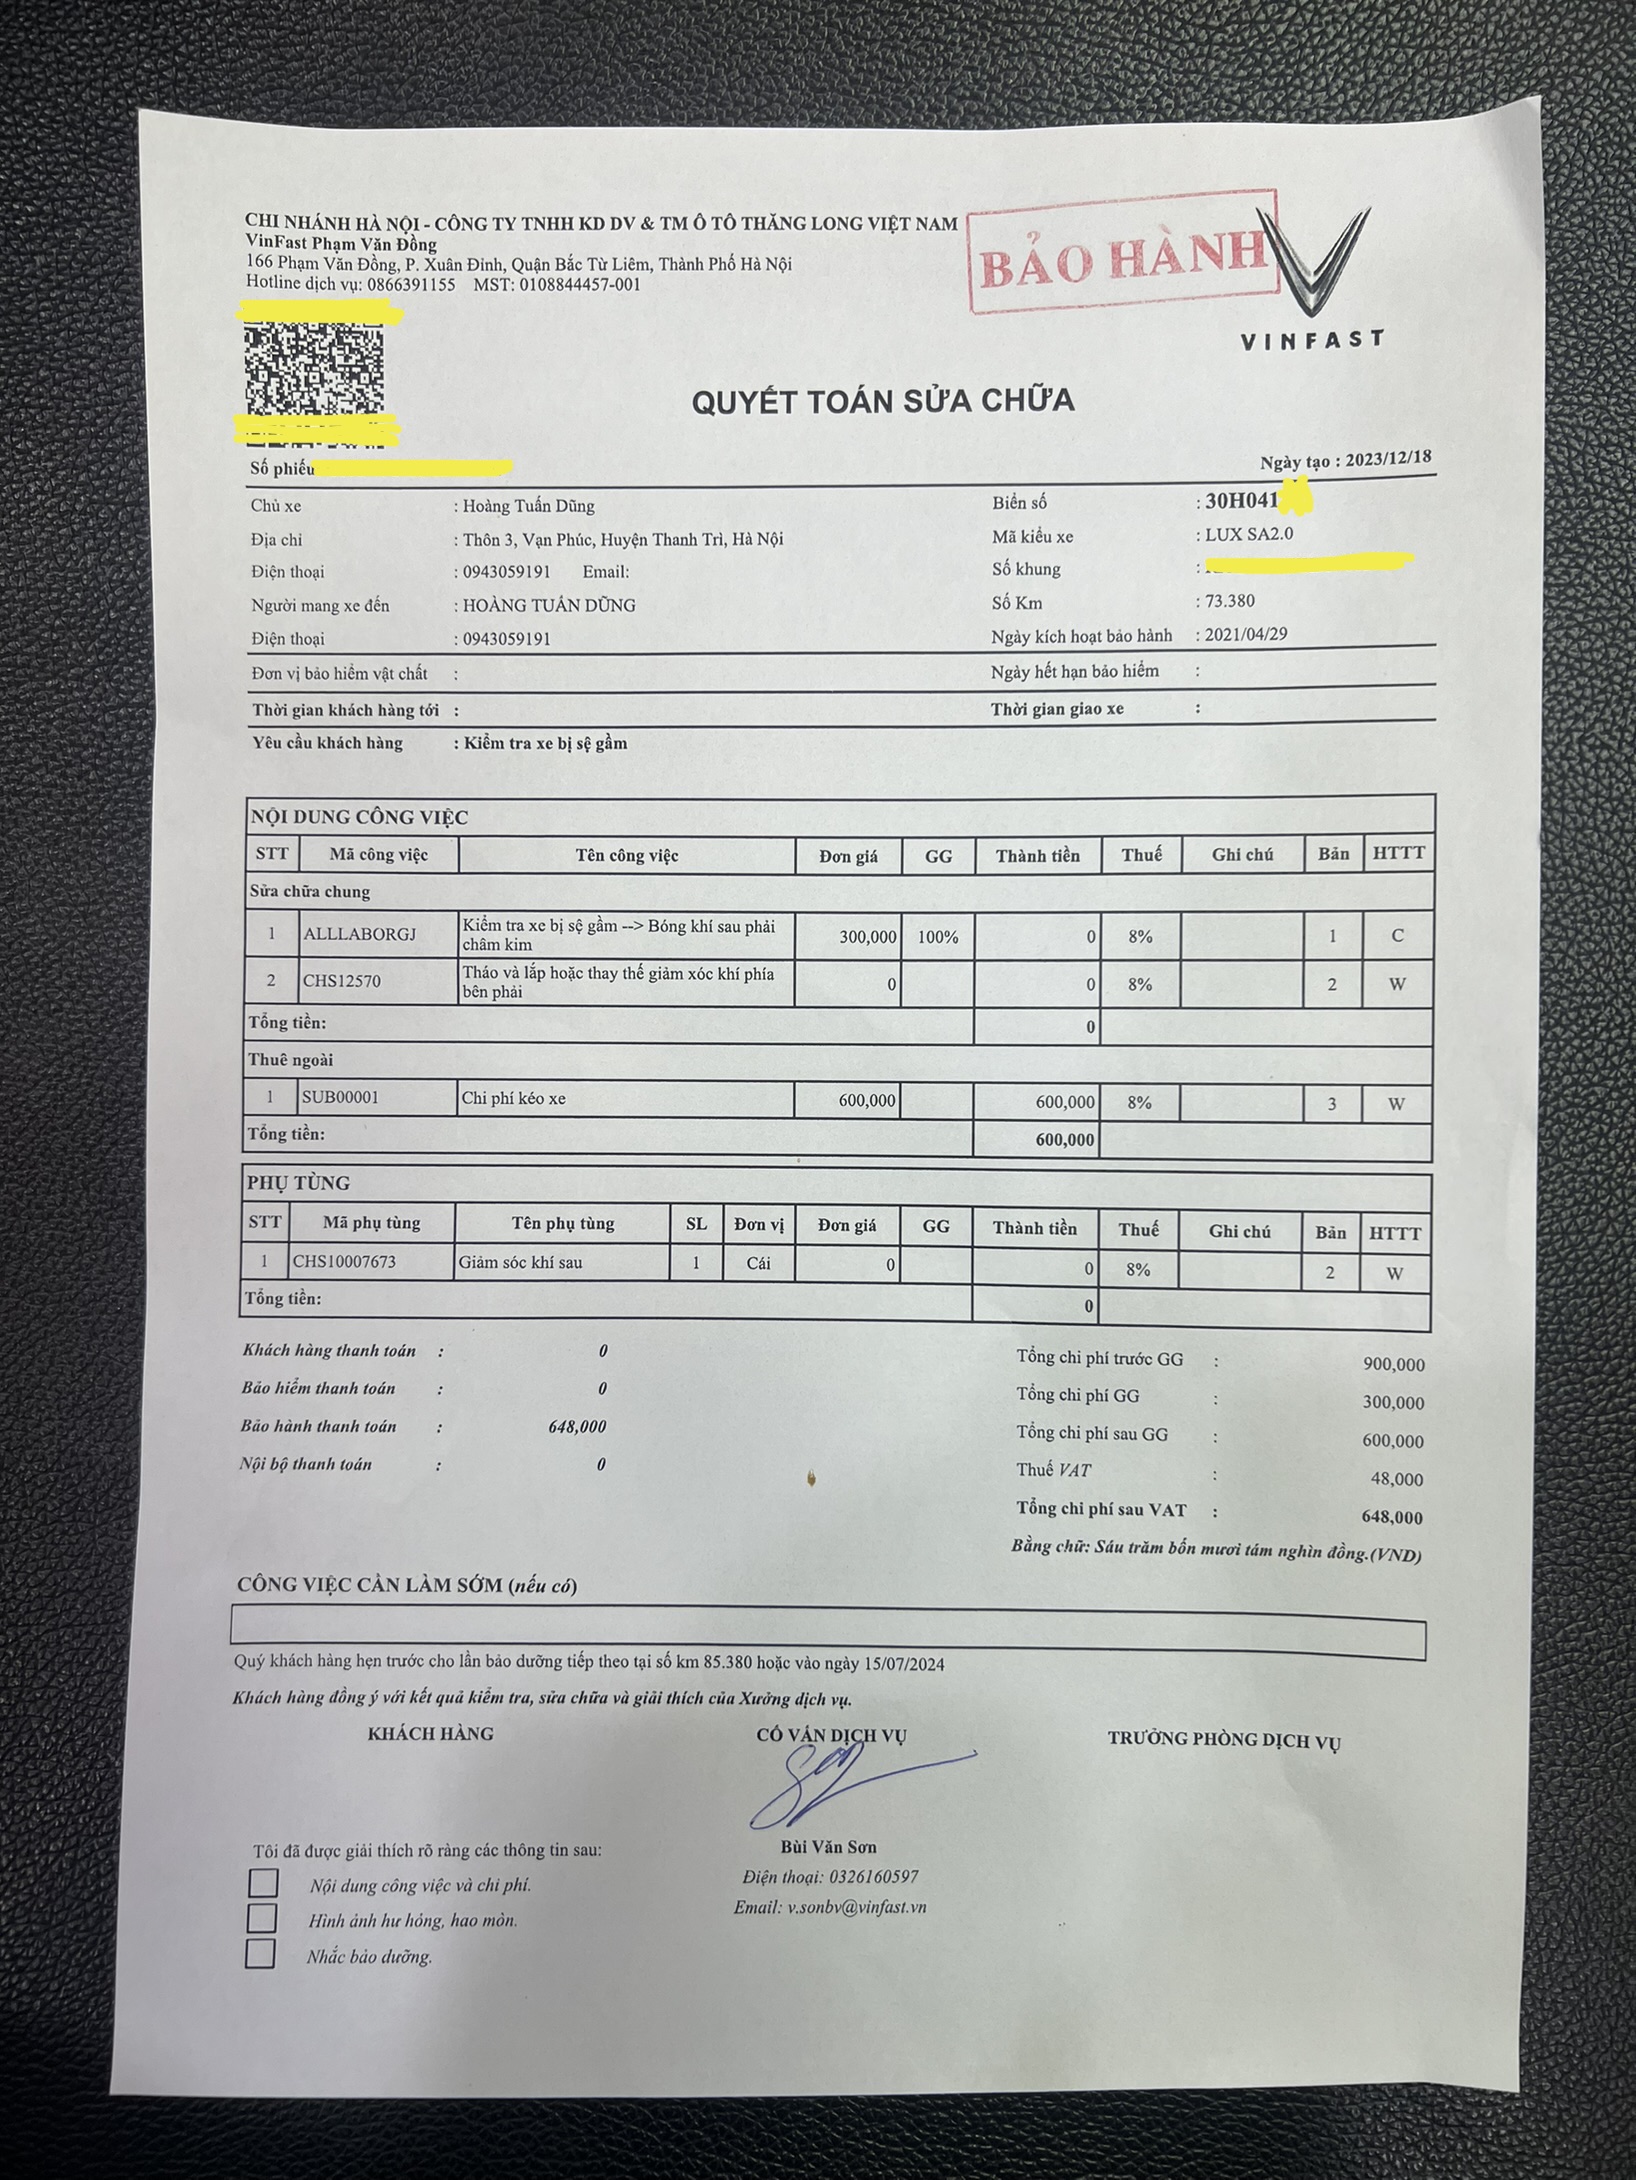 CHI NHÁNH HÀ NỘI - CÔNG TY TNHH KD DV & TM Ô TÔ THĂNG LONG VIỆT NAM
VinFast Phạm Văn Đồng
166 Phạm Văn Đồng, P. Xuân Đỉnh, Quận Bắc Từ Liêm, Thành Phố Hà Nội
Hotline dịch vụ: 0866391155 MST: 0108844457-001
BẢO HÀNH
VINFAST
QUYẾT TOÁN SỬA CHỮA
Số phiếu
Ngày tạo : 2023/12/18
Chủ xe : Hoàng Tuấn Dũng Biển số : 30H041
Địa chỉ : Thôn 3, Vạn Phúc, Huyện Thanh Trì, Hà Nội Mã kiểu xe : LUX SA2.0
Điện thoại : 0943059191 Email: Số khung :
Người mang xe đến : HOÀNG TUẤN DŨNG Số Km : 73.380
Điện thoại : 0943059191 Ngày kích hoạt bảo hành : 2021/04/29
Đơn vị bảo hiểm vật chất : Ngày hết hạn bảo hiểm :
Thời gian khách hàng tới : Thời gian giao xe :
Yêu cầu khách hàng : Kiểm tra xe bị sệ gầm
NỘI DUNG CÔNG VIỆC
STT Mã công việc Tên công việc Đơn giá GG Thành tiền Thuế Ghi chú Bản HTTT
Sửa chữa chung
1 ALLLABORGJ Kiểm tra xe bị sệ gầm --> Bóng khí sau phải châm kim 300,000 100% 0 8% 1 C
2 CHS12570 Tháo và lắp hoặc thay thế giảm xóc khí phía bên phải 0 0 8% 2 W
Tổng tiền: 0
Thuê ngoài
1 SUB00001 Chi phí kéo xe 600,000 600,000 8% 3 W
Tổng tiền: 600,000
PHỤ TÙNG
STT Mã phụ tùng Tên phụ tùng SL Đơn vị Đơn giá GG Thành tiền Thuế Ghi chú Bản HTTT
1 CHS10007673 Giảm sóc khí sau 1 Cái 0 0 8% 2 W
Tổng tiền: 0
Khách hàng thanh toán : 0 Tổng chi phí trước GG : 900,000
Bảo hiểm thanh toán : 0 Tổng chi phí GG : 300,000
Bảo hành thanh toán : 648,000 Tổng chi phí sau GG : 600,000
Nội bộ thanh toán : 0 Thuế VAT : 48,000
Tổng chi phí sau VAT : 648,000
Bằng chữ: Sáu trăm bốn mươi tám nghìn đồng.(VND)
CÔNG VIỆC CẦN LÀM SỚM (nếu có)
Quý khách hàng hẹn trước cho lần bảo dưỡng tiếp theo tại số km 85.380 hoặc vào ngày 15/07/2024
Khách hàng đồng ý với kết quả kiểm tra, sửa chữa và giải thích của Xưởng dịch vụ.
KHÁCH HÀNG CỐ VẤN DỊCH VỤ TRƯỞNG PHÒNG DỊCH VỤ
Tôi đã được giải thích rõ ràng các thông tin sau: Bùi Văn Sơn
Nội dung công việc và chi phí. Điện thoại: 0326160597
Hình ảnh hư hỏng, hao mòn. Email: v.sonbv@vinfast.vn
Nhắc bảo dưỡng.